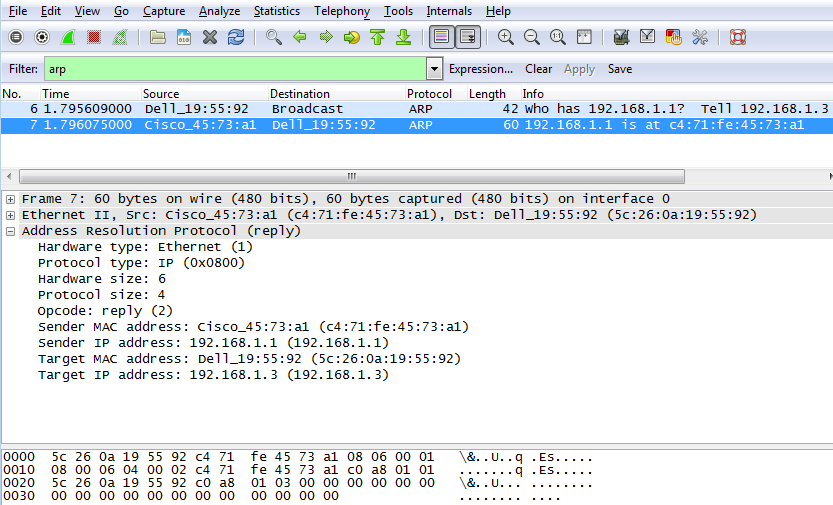 File Edit View Go Capture Analyze Statistics Telephony Tools Internals Help
Filter: arp Expression... Clear Apply Save
No. Time Source Destination Protocol Length Info
6 1.795609000 Dell_19:55:92 Broadcast ARP 42 Who has 192.168.1.1? Tell 192.168.1.3
7 1.796075000 Cisco_45:73:a1 Dell_19:55:92 ARP 60 192.168.1.1 is at c4:71:fe:45:73:a1
Frame 7: 60 bytes on wire (480 bits), 60 bytes captured (480 bits) on interface 0
Ethernet II, Src: Cisco_45:73:a1 (c4:71:fe:45:73:a1), Dst: Dell_19:55:92 (5c:26:0a:19:55:92)
Address Resolution Protocol (reply)
Hardware type: Ethernet (1)
Protocol type: IP (0x0800)
Hardware size: 6
Protocol size: 4
Opcode: reply (2)
Sender MAC address: Cisco_45:73:a1 (c4:71:fe:45:73:a1)
Sender IP address: 192.168.1.1 (192.168.1.1)
Target MAC address: Dell_19:55:92 (5c:26:0a:19:55:92)
Target IP address: 192.168.1.3 (192.168.1.3)
0000 5c 26 0a 19 55 92 c4 71 fe 45 73 a1 08 06 00 01 \&..U..q .Es.....
0010 08 00 06 04 00 02 c4 71 fe 45 73 a1 c0 a8 01 01 .......q .Es.....
0020 5c 26 0a 19 55 92 c0 a8 01 03 00 00 00 00 00 00 \&..U... ........
0030 00 00 00 00 00 00 00 00 00 00 00 00 ........ ....